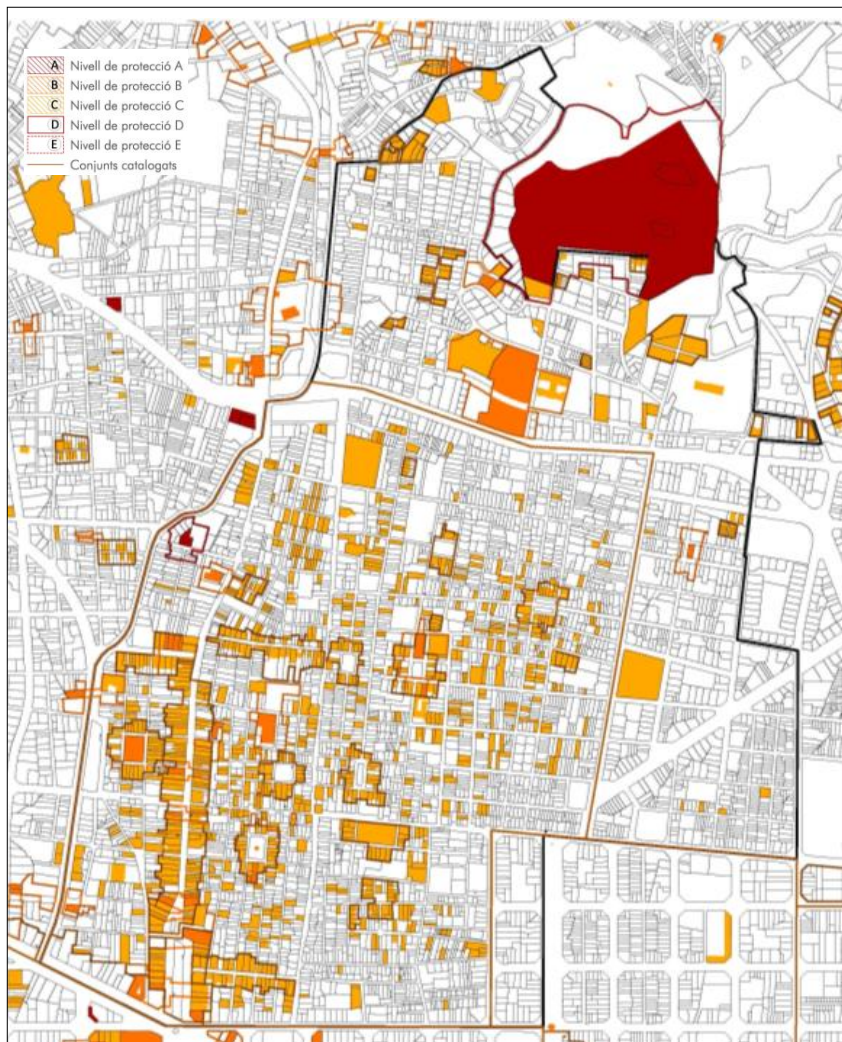 A Nivell de protecció A
B Nivell de protecció B
C Nivell de protecció C
D Nivell de protecció D
E Nivell de protecció E
Conjunts catalogats